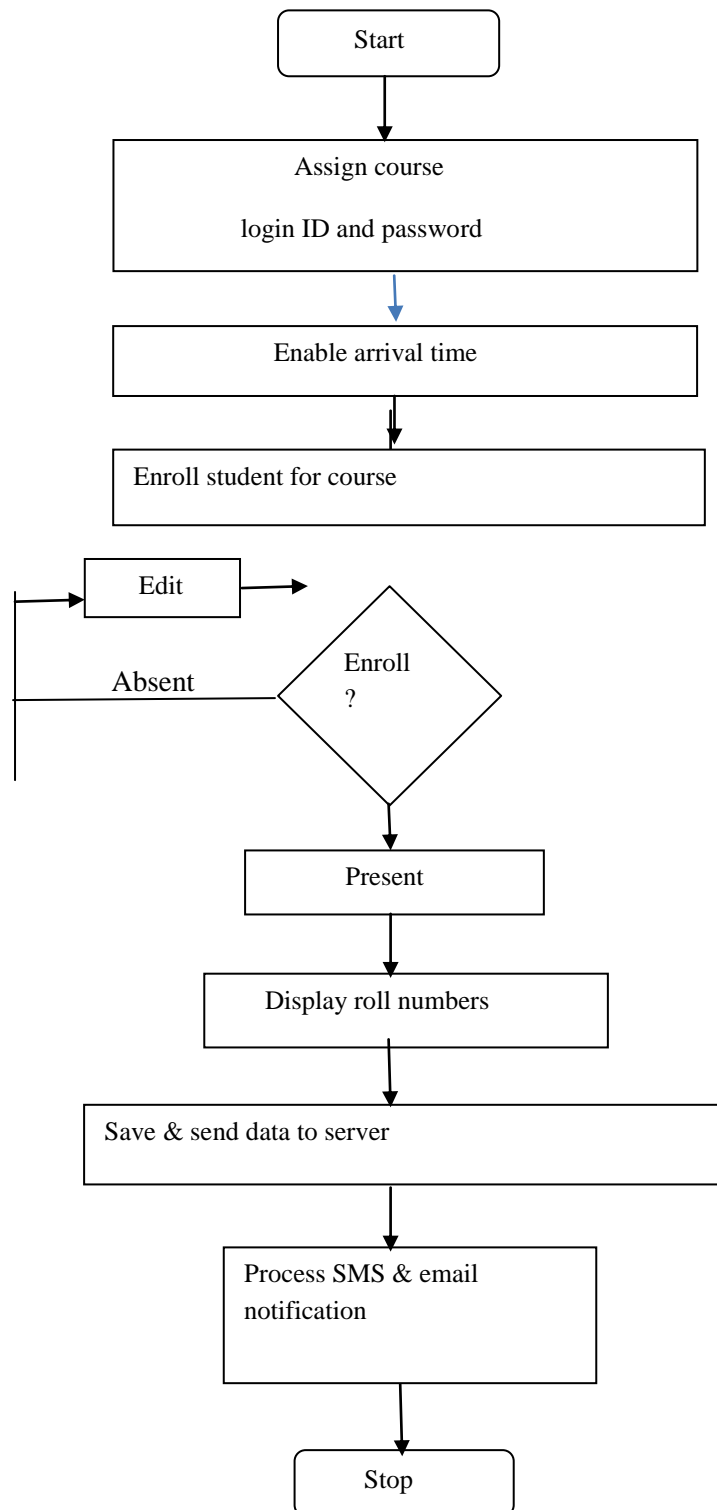 Start
Assign course
login ID and password
Enable arrival time
Enroll student for course
Edit
Absent
Enroll
?
Present
Display roll numbers
Save & send data to server
Process SMS & email
notification
Stop